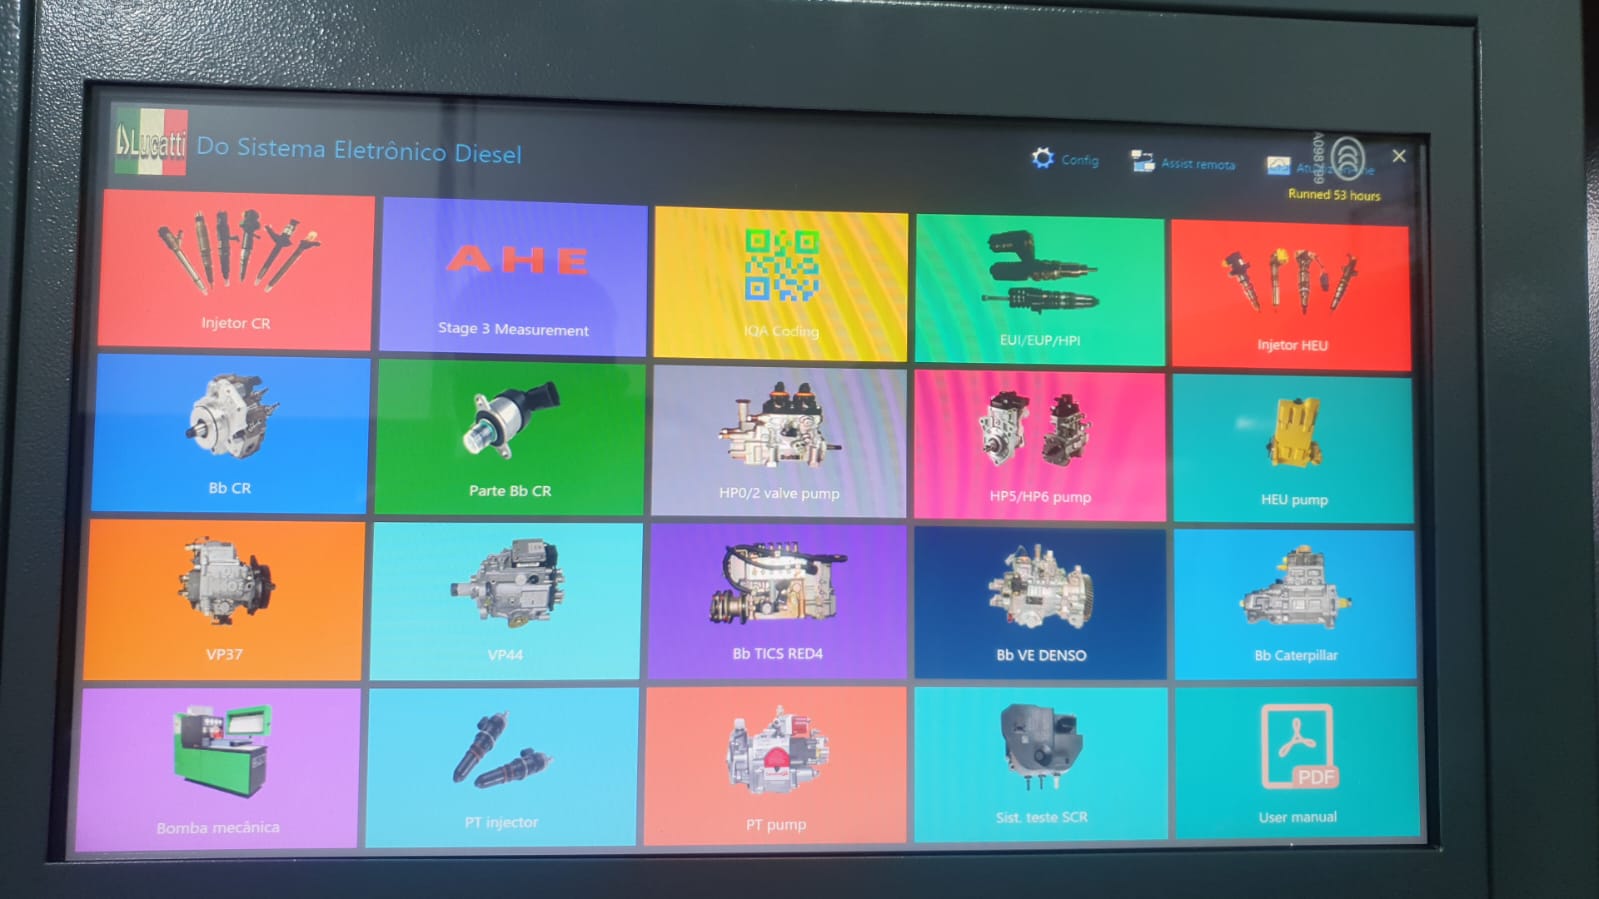 Lucatti
Do Sistema Eletrônico Diesel
Config
Assist remota
A098799
Runned 53 hours
Injetor CR
AHE
Stage 3 Measurement
IQA Coding
EUI/EUP/HPI
Injetor HEU
Bb CR
Parte Bb CR
HP0/2 valve pump
HP5/HP6 pump
HEU pump
VP37
VP44
Bb TICS RED4
Bb VE DENSO
Bb Caterpillar
Bomba mecânica
PT injector
PT pump
Sist. teste SCR
PDF
User manual